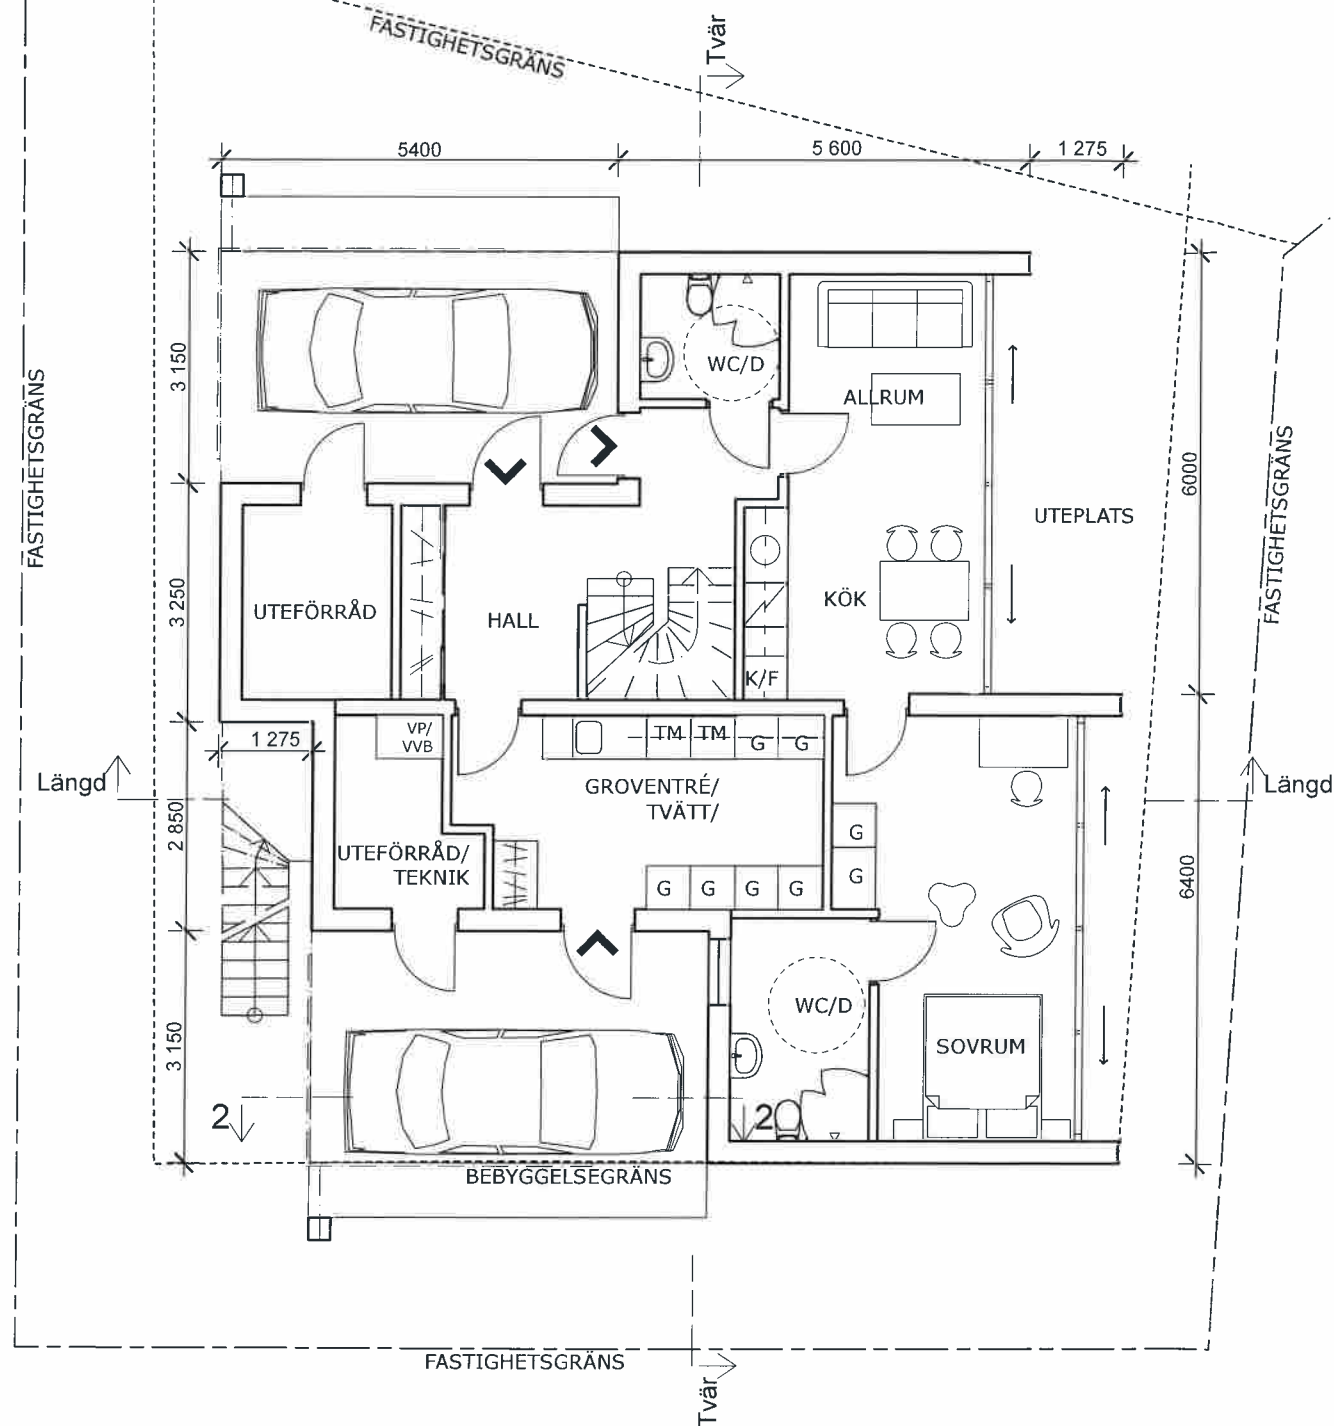 Tvär
FASTIGHETSGRÄNS
5400
5 600
1 275
3 150
WC/D
ALLRUM
FASTIGHETSGRÄNS
FASTIGHETSGRÄNS
6000
UTEPLATS
3 250
UTEFÖRRÅD
HALL
KÖK
K/F
VP/
VVB
TM
TM
G
G
1 275
Längd
GROVENTRÉ/
TVÄTT/
Längd
2 850
G
G
UTEFÖRRÅD/
TEKNIK
G
G
G
G
6400
WC/D
3 150
SOVRUM
2
2
BEBYGGELSEGRÄNS
FASTIGHETSGRÄNS
Tvär